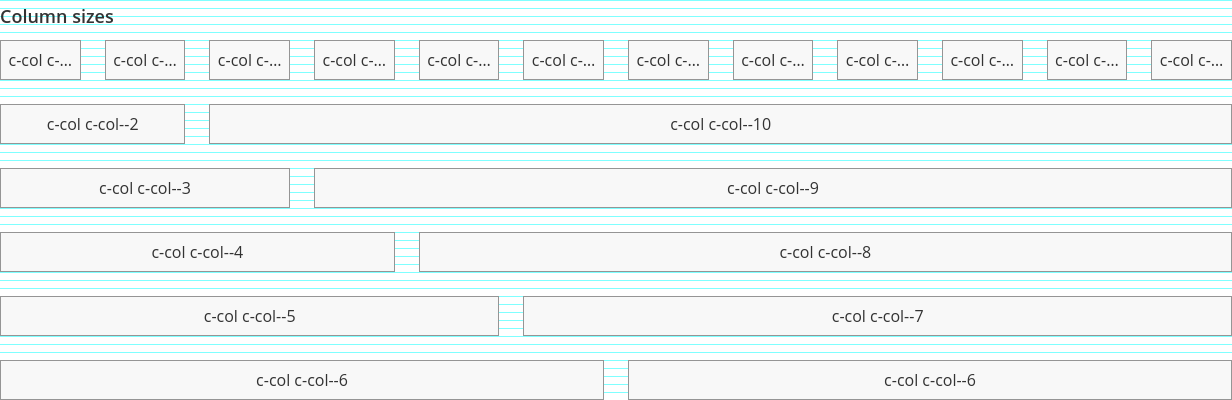 Column sizes
c-col c-... c-col c-... c-col c-... c-col c-... c-col c-... c-col c-... c-col c-... c-col c-... c-col c-... c-col c-... c-col c-... c-col c-...
c-col c-col--2 c-col c-col--10
c-col c-col--3 c-col c-col--9
c-col c-col--4 c-col c-col--8
c-col c-col--5 c-col c-col--7
c-col c-col--6 c-col c-col--6